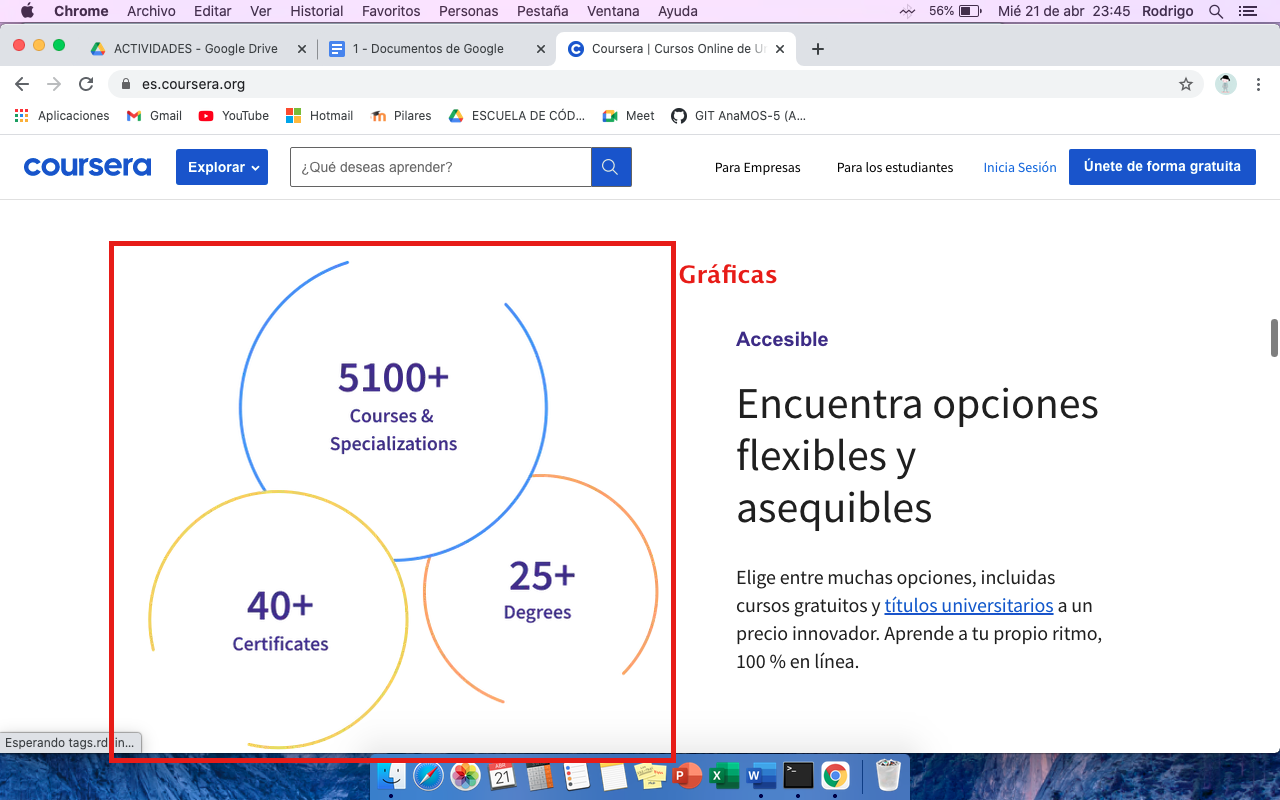 Chrome Archivo Editar Ver Historial Favoritos Personas Pestaña Ventana Ayuda 56% Mié 21 de abr 23:45 Rodrigo
ACTIVIDADES - Google Drive 1 - Documentos de Google Coursera | Cursos Online de Un
es.coursera.org
Aplicaciones Gmail YouTube Hotmail Pilares ESCUELA DE CÓD... Meet GIT AnaMOS-5 (A...
coursera Explorar ¿Qué deseas aprender? Para Empresas Para los estudiantes Inicia Sesión Únete de forma gratuita
Gráficas
5100+
Courses &
Specializations
40+
Certificates
25+
Degrees
Accesible
Encuentra opciones
flexibles y
asequibles
Elige entre muchas opciones, incluidas
cursos gratuitos y títulos universitarios a un
precio innovador. Aprende a tu propio ritmo,
100 % en línea.
Esperando tags.rd in...
21